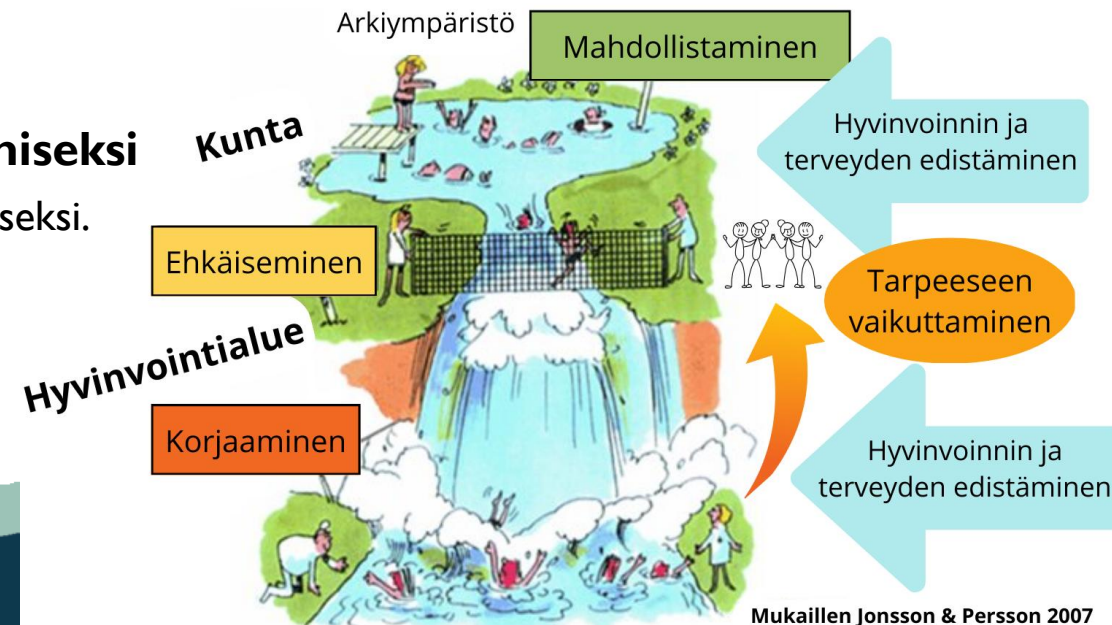 Arkiympäristö
Mahdollistaminen
niseksi
Kunta
seksi.
Hyvinvoinnin ja
terveyden edistäminen
Ehkäiseminen
Tarpeeseen
vaikuttaminen
Hyvinvointialue
Korjaaminen
Hyvinvoinnin ja
terveyden edistäminen
Mukaillen Jonsson & Persson 2007